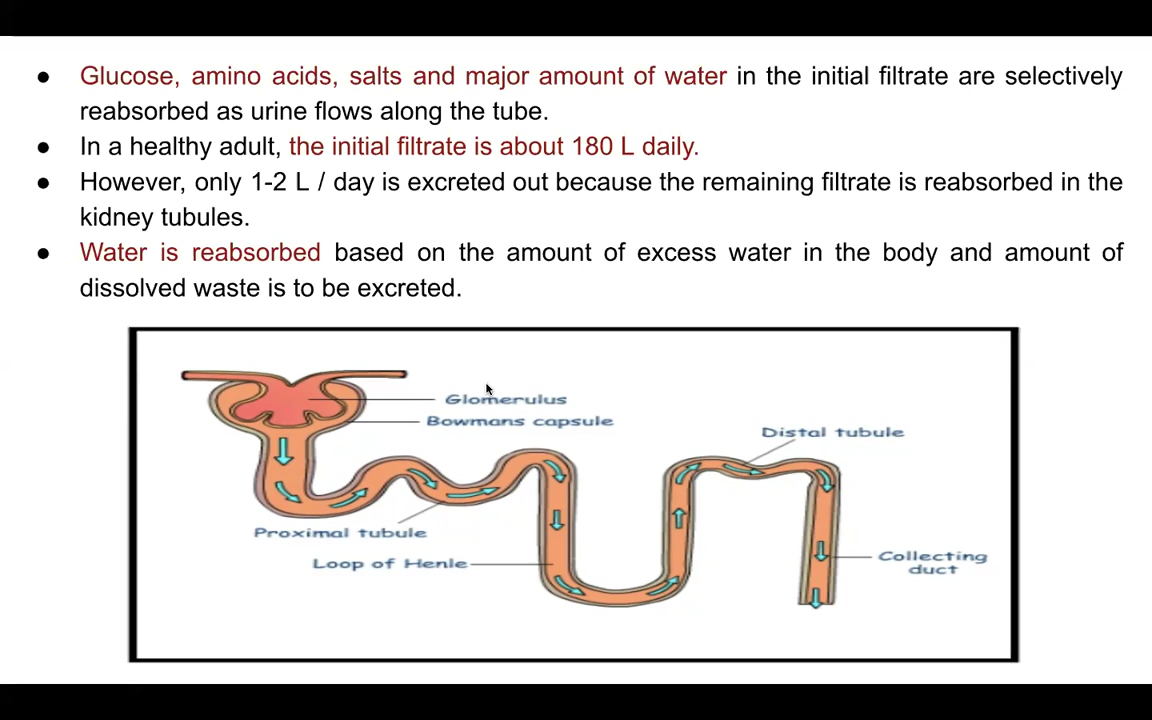 ● Glucose, amino acids, salts and major amount of water in the initial filtrate are selectively
reabsorbed as urine flows along the tube.
● In a healthy adult, the initial filtrate is about 180 L daily.
● However, only 1-2 L / day is excreted out because the remaining filtrate is reabsorbed in the
kidney tubules.
● Water is reabsorbed based on the amount of excess water in the body and amount of
dissolved waste is to be excreted.
Glomerulus
Bowmans capsule
Distal tubule
Proximal tubule
Loop of Henle
Collecting
duct